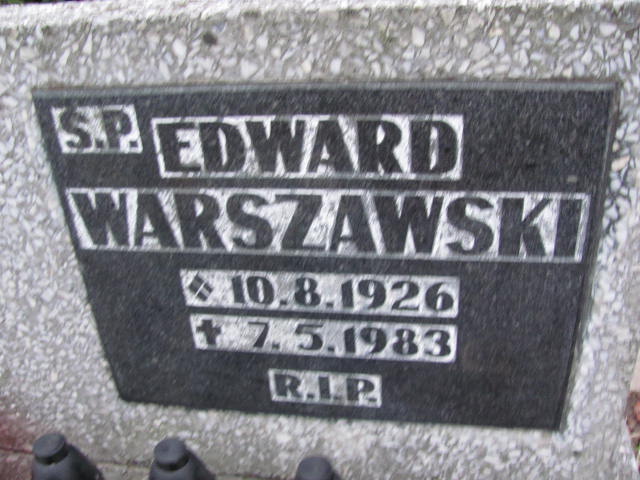 S.P. EDWARD
WARSZAWSKI
10.8.1926
✝ 7.5.1983
R.I.P.